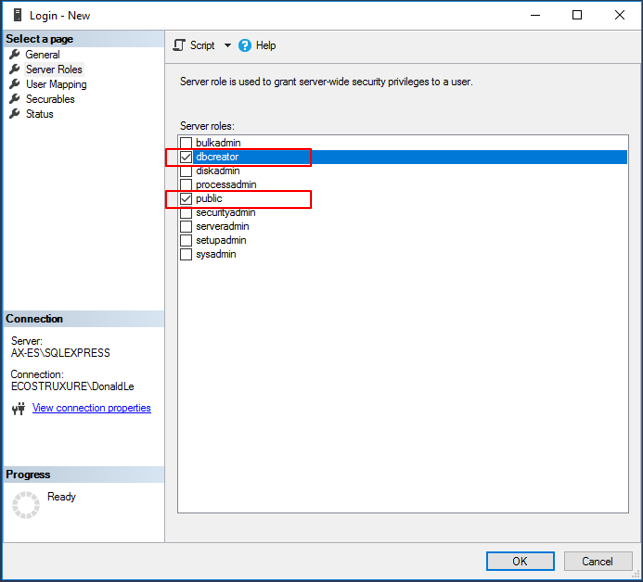 Login - New
Select a page
General
Server Roles
User Mapping
Securables
Status
Script
Help
Server role is used to grant server-wide security privileges to a user.
Server roles:
bulkadmin
dbcreator
diskadmin
processadmin
public
securityadmin
serveradmin
setupadmin
sysadmin
Connection
Server:
AX-ES\SQLEXPRESS
Connection:
ECOSTRUXURE\DonaldLe
View connection properties
Progress
Ready
OK
Cancel